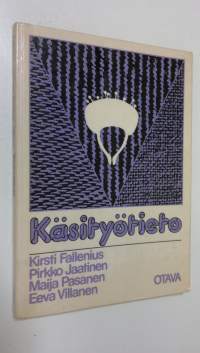 Käsityötieto
Kirsti Fallenius
Pirkko Jaatinen
Maija Pasanen
Eeva Villanen
OTAVA